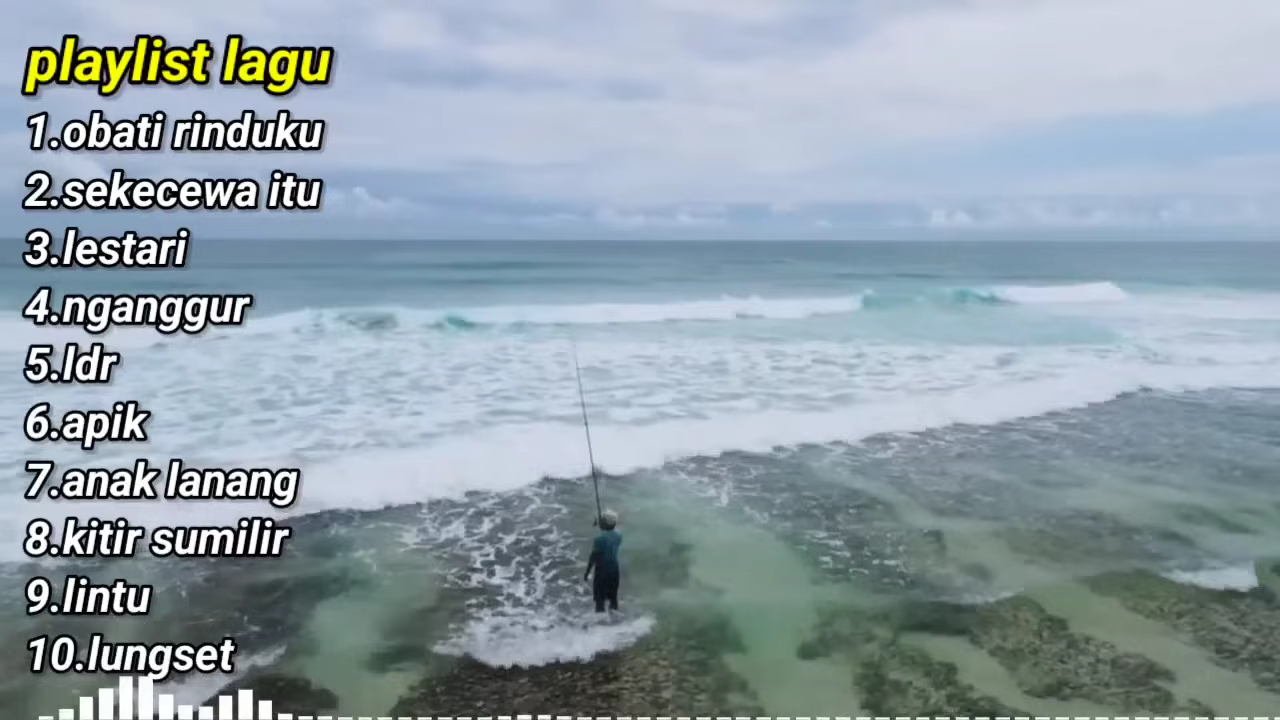 playlist lagu
1.obati rinduku
2.sekecewa itu
3.lestari
4.nganggur
5.ldr
6.apik
7.anak lanang
8.kitir sumilir
9.lintu
10.lungset